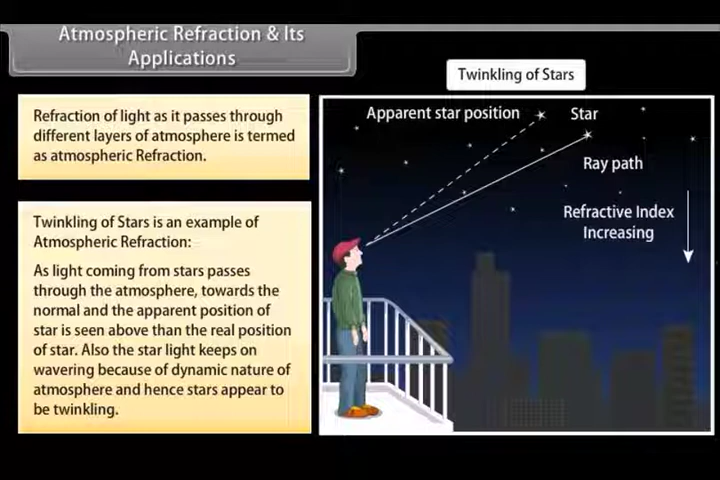 Atmospheric Refraction & Its
Applications
Refraction of light as it passes through
different layers of atmosphere is termed
as atmospheric Refraction.
Twinkling of Stars is an example of
Atmospheric Refraction:
As light coming from stars passes
through the atmosphere, towards the
normal and the apparent position of
star is seen above than the real position
of star. Also the star light keeps on
wavering because of dynamic nature of
atmosphere and hence stars appear to
be twinkling.
Twinkling of Stars
Apparent star position
Star
Ray path
Refractive Index
Increasing